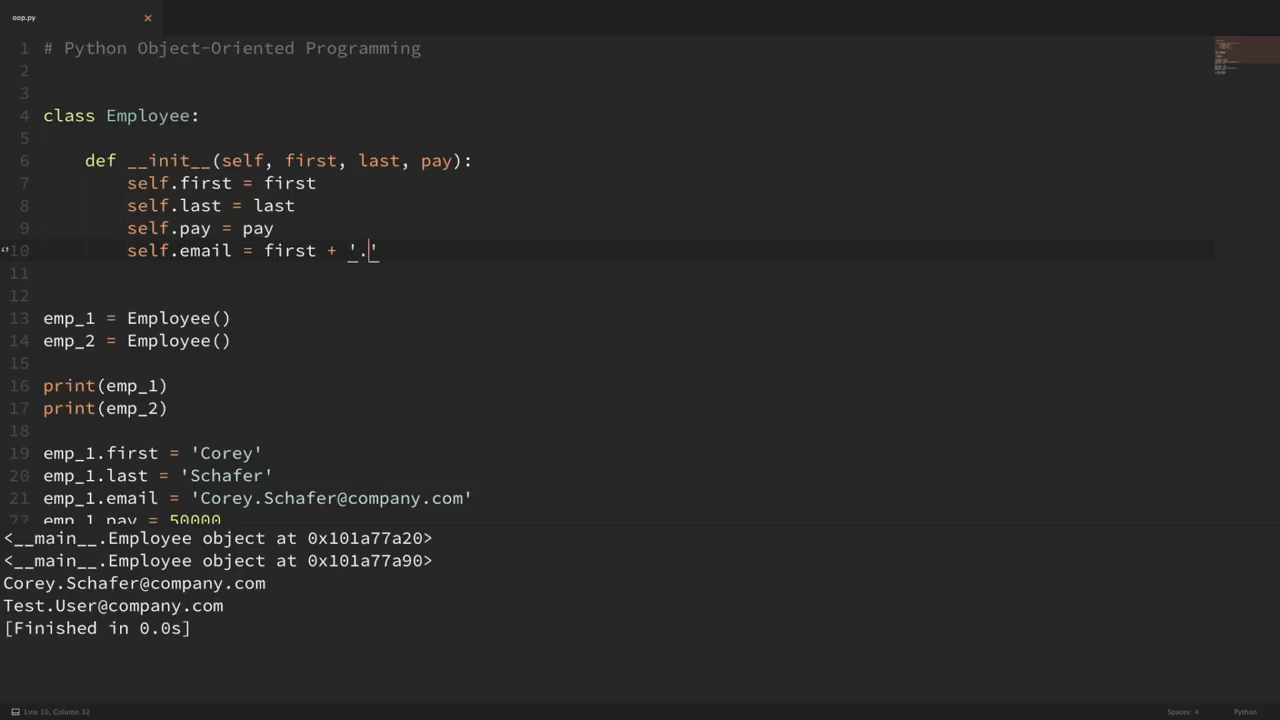 oop.py
1 # Python Object-Oriented Programming
2
3
4 class Employee:
5
6 def __init__(self, first, last, pay):
7 self.first = first
8 self.last = last
9 self.pay = pay
10 self.email = first + '.'
11
12
13 emp_1 = Employee()
14 emp_2 = Employee()
15
16 print(emp_1)
17 print(emp_2)
18
19 emp_1.first = 'Corey'
20 emp_1.last = 'Schafer'
21 emp_1.email = 'Corey.Schafer@company.com'
22 emp_1.pay = 50000
<__main__.Employee object at 0x101a77a20>
<__main__.Employee object at 0x101a77a90>
Corey.Schafer@company.com
Test.User@company.com
[Finished in 0.0s]
Line 10, Column 32
Spaces: 4
Python